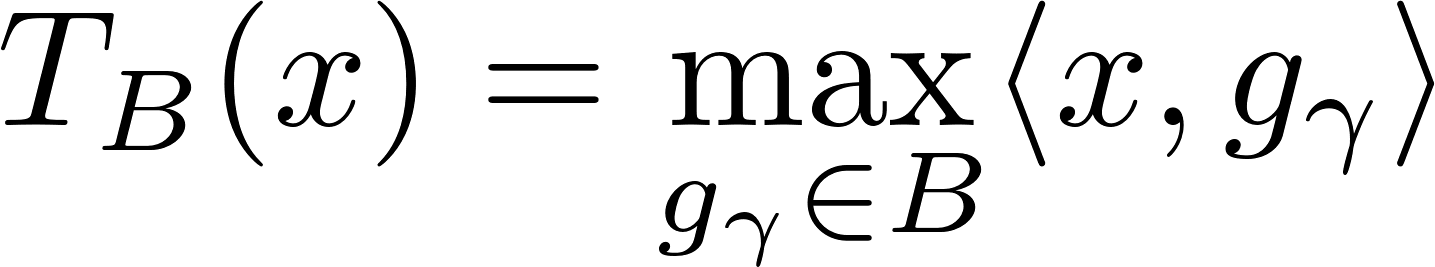 T_B(x) = max_{g_γ∈B}⟨x, g_γ⟩